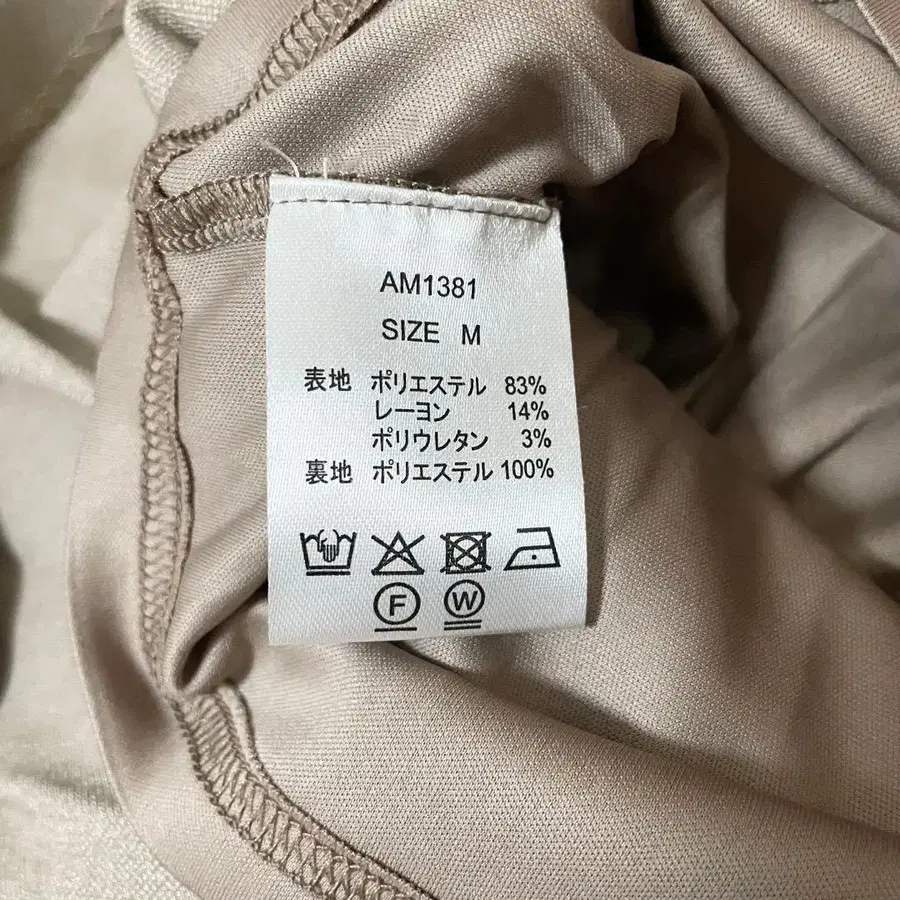 AM1381
SIZE M
表地 ポリエステル 83%
レーヨン 14%
ポリウレタン 3%
裏地 ポリエステル 100%
F W